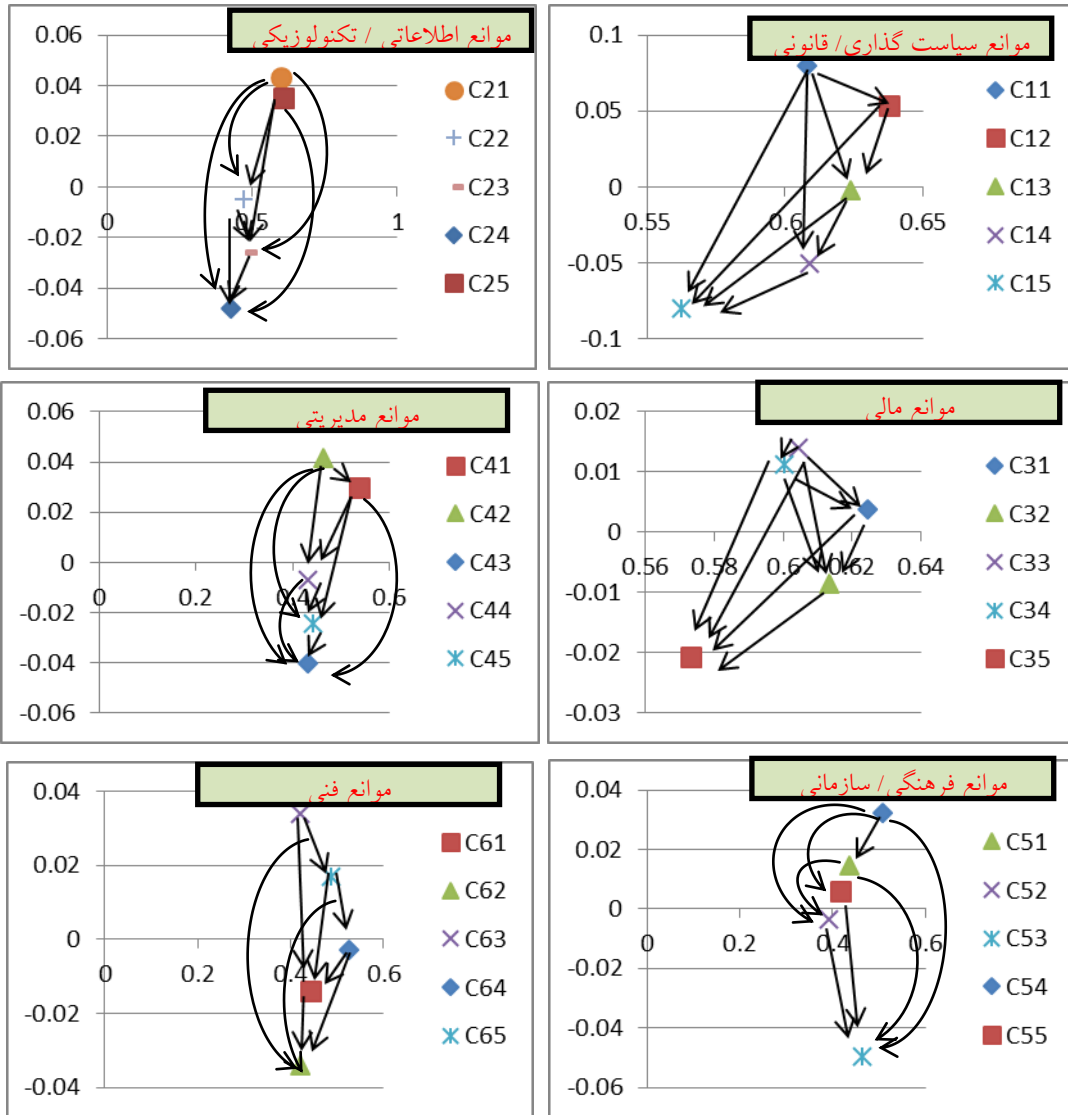 موانع سیاست گذاری/ قانونی
0.1
0.05
0
-0.05
-0.1
0.55
0.6
0.65
C11
C12
C13
C14
C15
موانع اطلاعاتی / تکنولوزیکی
0.06
0.04
0.02
0
-0.02
-0.04
-0.06
0
0.5
1
C21
C22
C23
C24
C25
موانع مالی
0.02
0.01
0
-0.01
-0.02
-0.03
0.56
0.58
0.6
0.62
0.64
C31
C32
C33
C34
C35
موانع مدیریتی
0.06
0.04
0.02
0
-0.02
-0.04
-0.06
0
0.2
0.4
0.6
C41
C42
C43
C44
C45
موانع فرهنگی/ سازمانی
0.04
0.02
0
-0.02
-0.04
-0.06
0
0.2
0.4
0.6
C51
C52
C53
C54
C55
موانع فنی
0.04
0.02
0
-0.02
-0.04
0
0.2
0.4
0.6
C61
C62
C63
C64
C65